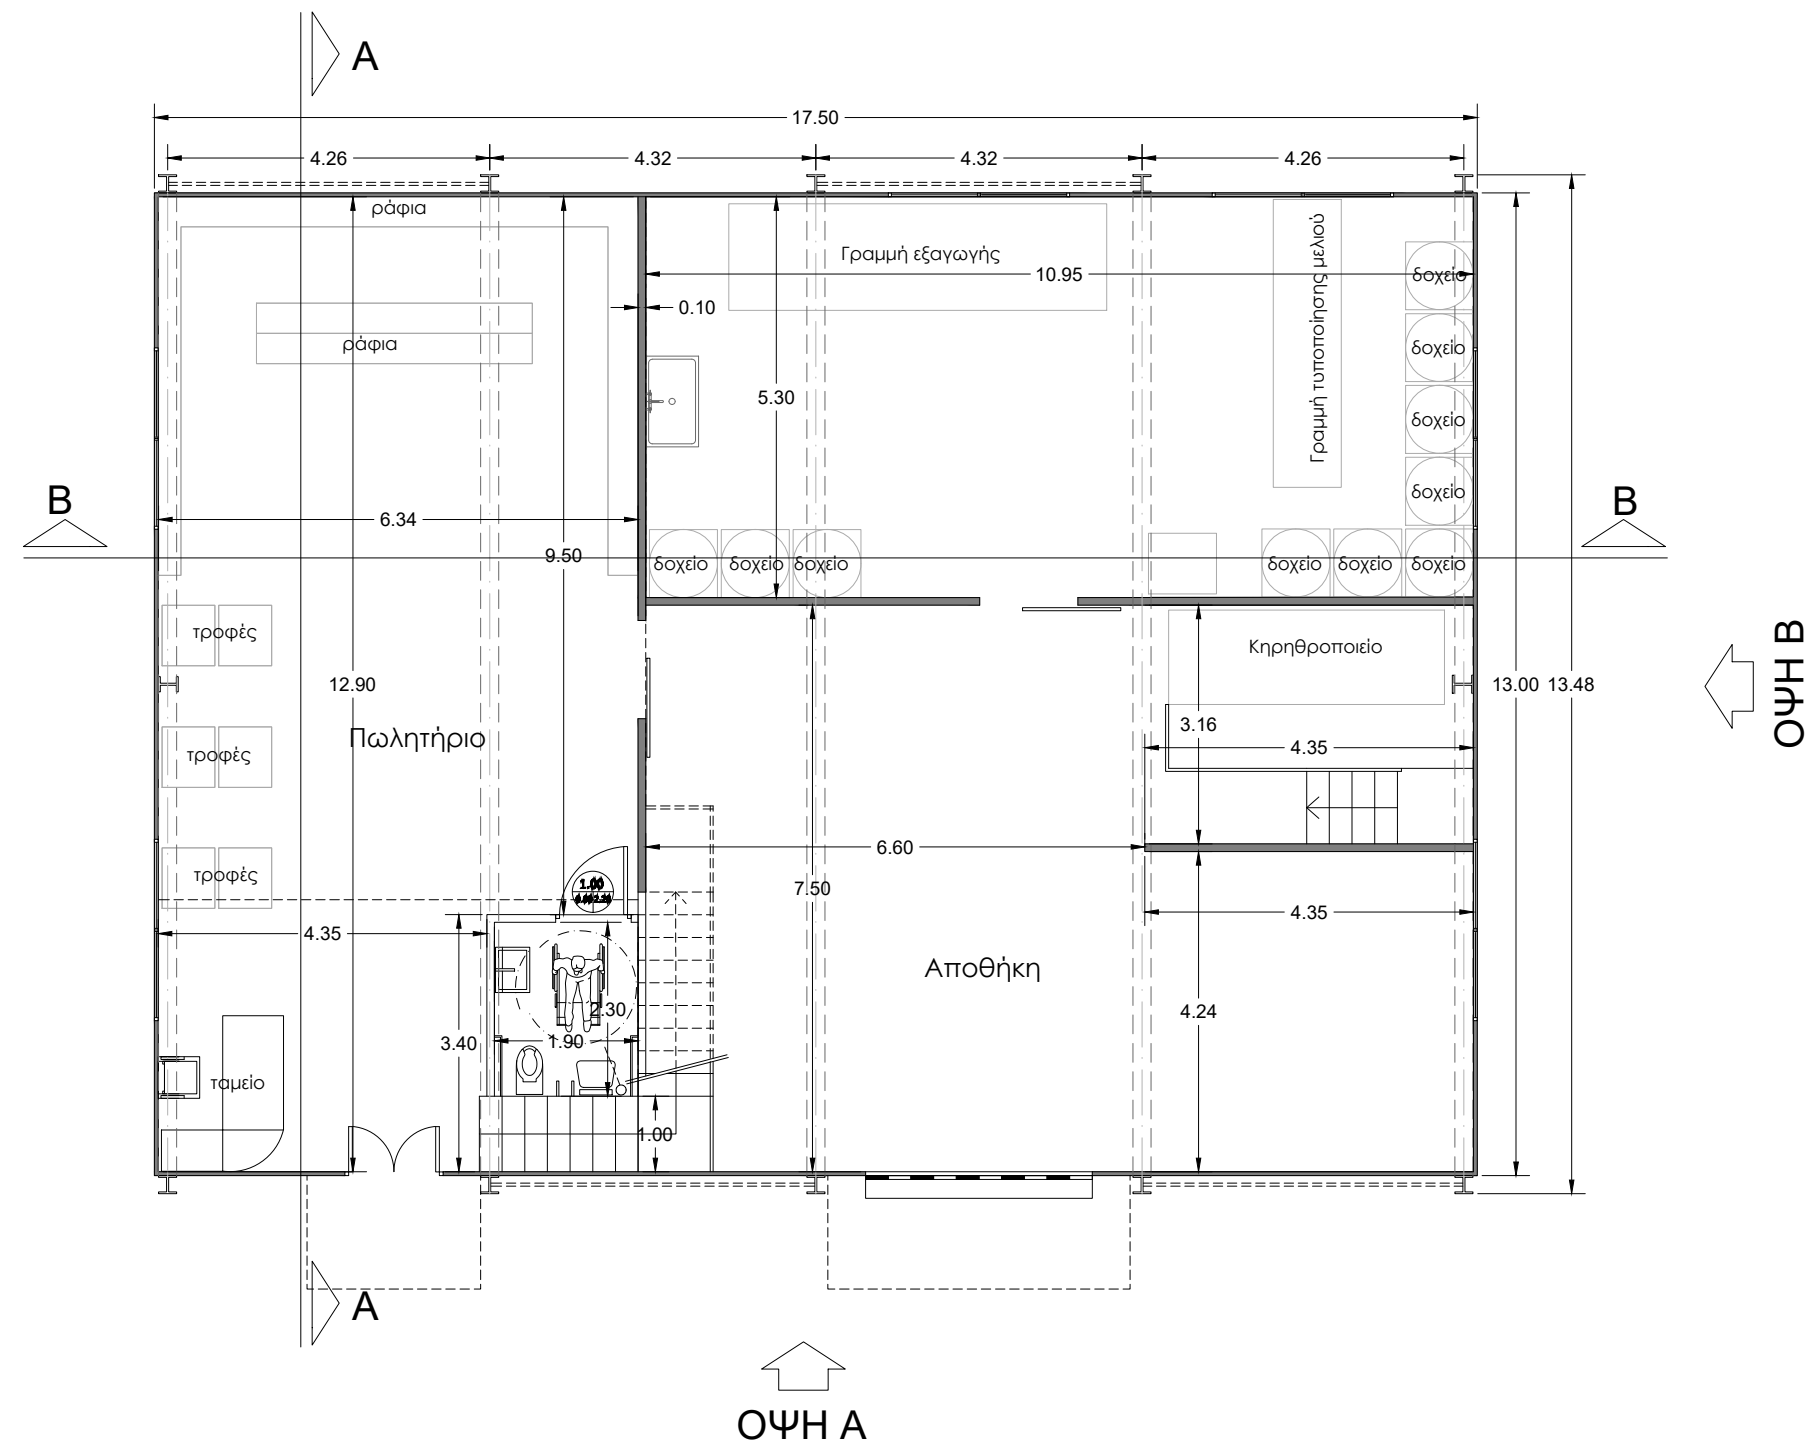 A
17.50
4.26
4.32
4.32
4.26
ράφια
Γραμμή εξαγωγής
10.95
Γραμμή τυποποίησης μελιού
δοχείο
0.10
ράφια
δοχείο
5.30
δοχείο
B
δοχείο
B
6.34
9.50
δοχείο
δοχείο
δοχείο
δοχείο
δοχείο
δοχείο
τροφές
Κηρηθροποιείο
12.90
13.00
13.48
ΟΨΗ Β
3.16
Πωλητήριο
4.35
τροφές
6.60
τροφές
1.00
7.50
4.35
4.35
Αποθήκη
2.30
4.24
3.40
1.90
ταμείο
1.00
A
ΟΨΗ Α